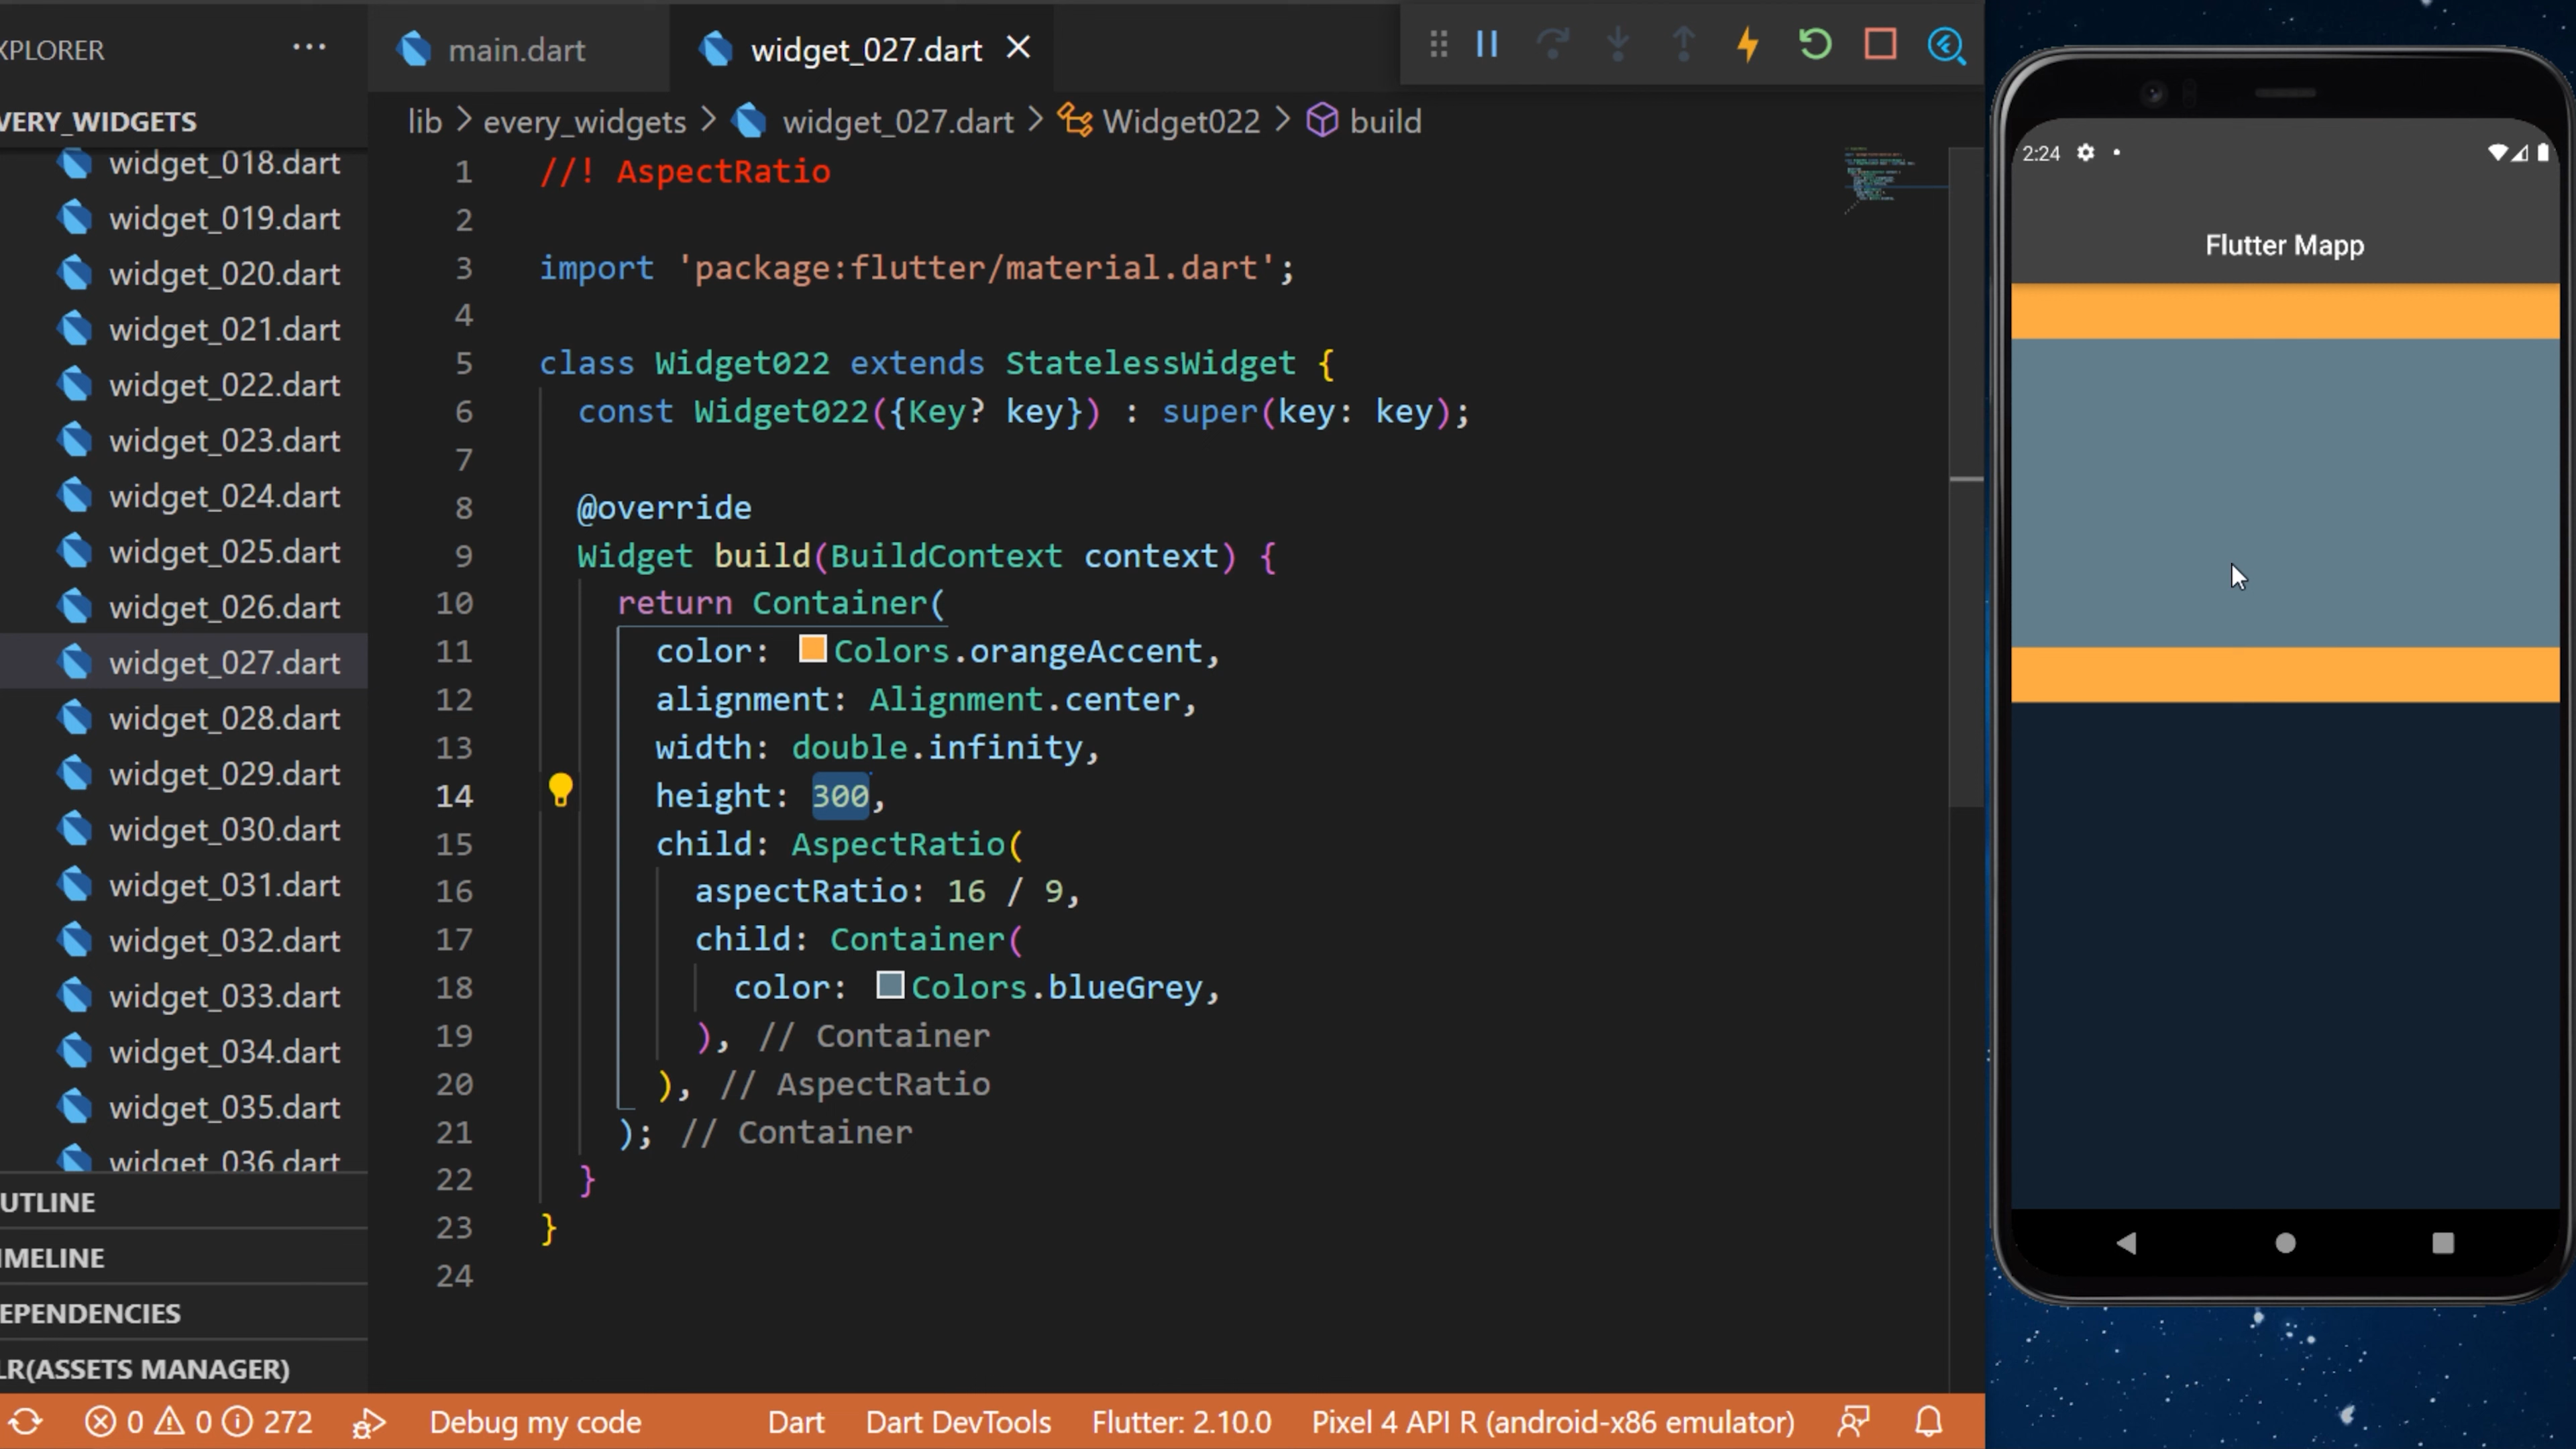 XPLORER
VERY_WIDGETS
widget_018.dart
widget_019.dart
widget_020.dart
widget_021.dart
widget_022.dart
widget_023.dart
widget_024.dart
widget_025.dart
widget_026.dart
widget_027.dart
widget_028.dart
widget_029.dart
widget_030.dart
widget_031.dart
widget_032.dart
widget_033.dart
widget_034.dart
widget_035.dart
widget_036.dart
UTLINE
IMELINE
EPENDENCIES
LR(ASSETS MANAGER)
main.dart
widget_027.dart
lib > every_widgets > widget_027.dart > Widget022 > build
1 //! AspectRatio
2
3 import 'package:flutter/material.dart';
4
5 class Widget022 extends StatelessWidget {
6 const Widget022({Key? key}) : super(key: key);
7
8 @override
9 Widget build(BuildContext context) {
10 return Container(
11 color: Colors.orangeAccent,
12 alignment: Alignment.center,
13 width: double.infinity,
14 height: 300,
15 child: AspectRatio(
16 aspectRatio: 16 / 9,
17 child: Container(
18 color: Colors.blueGrey,
19 ), // Container
20 ), // AspectRatio
21 ); // Container
22 }
23 }
24
0 0 272 Debug my code Dart Dart DevTools Flutter: 2.10.0 Pixel 4 API R (android-x86 emulator)
2:24
Flutter Mapp